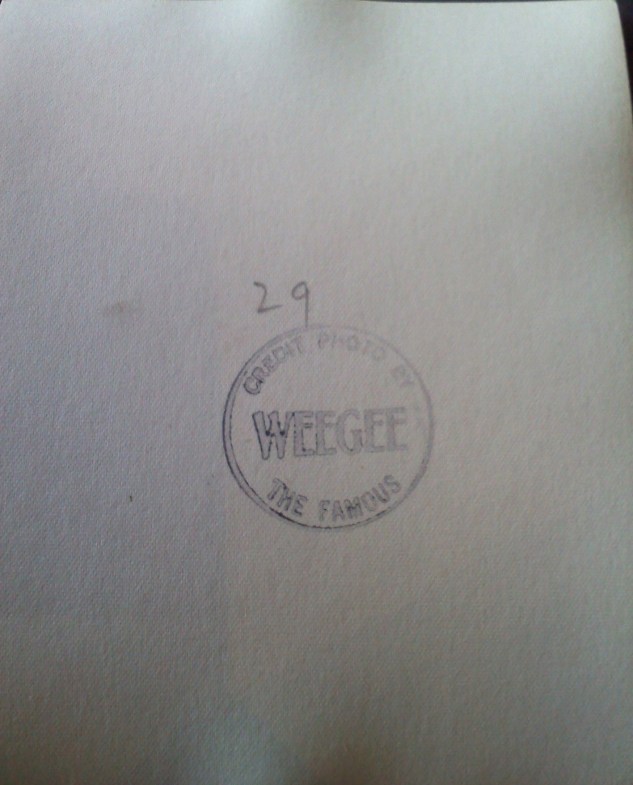 29
CREDIT PHOTO BY
WEEGEE
THE FAMOUS